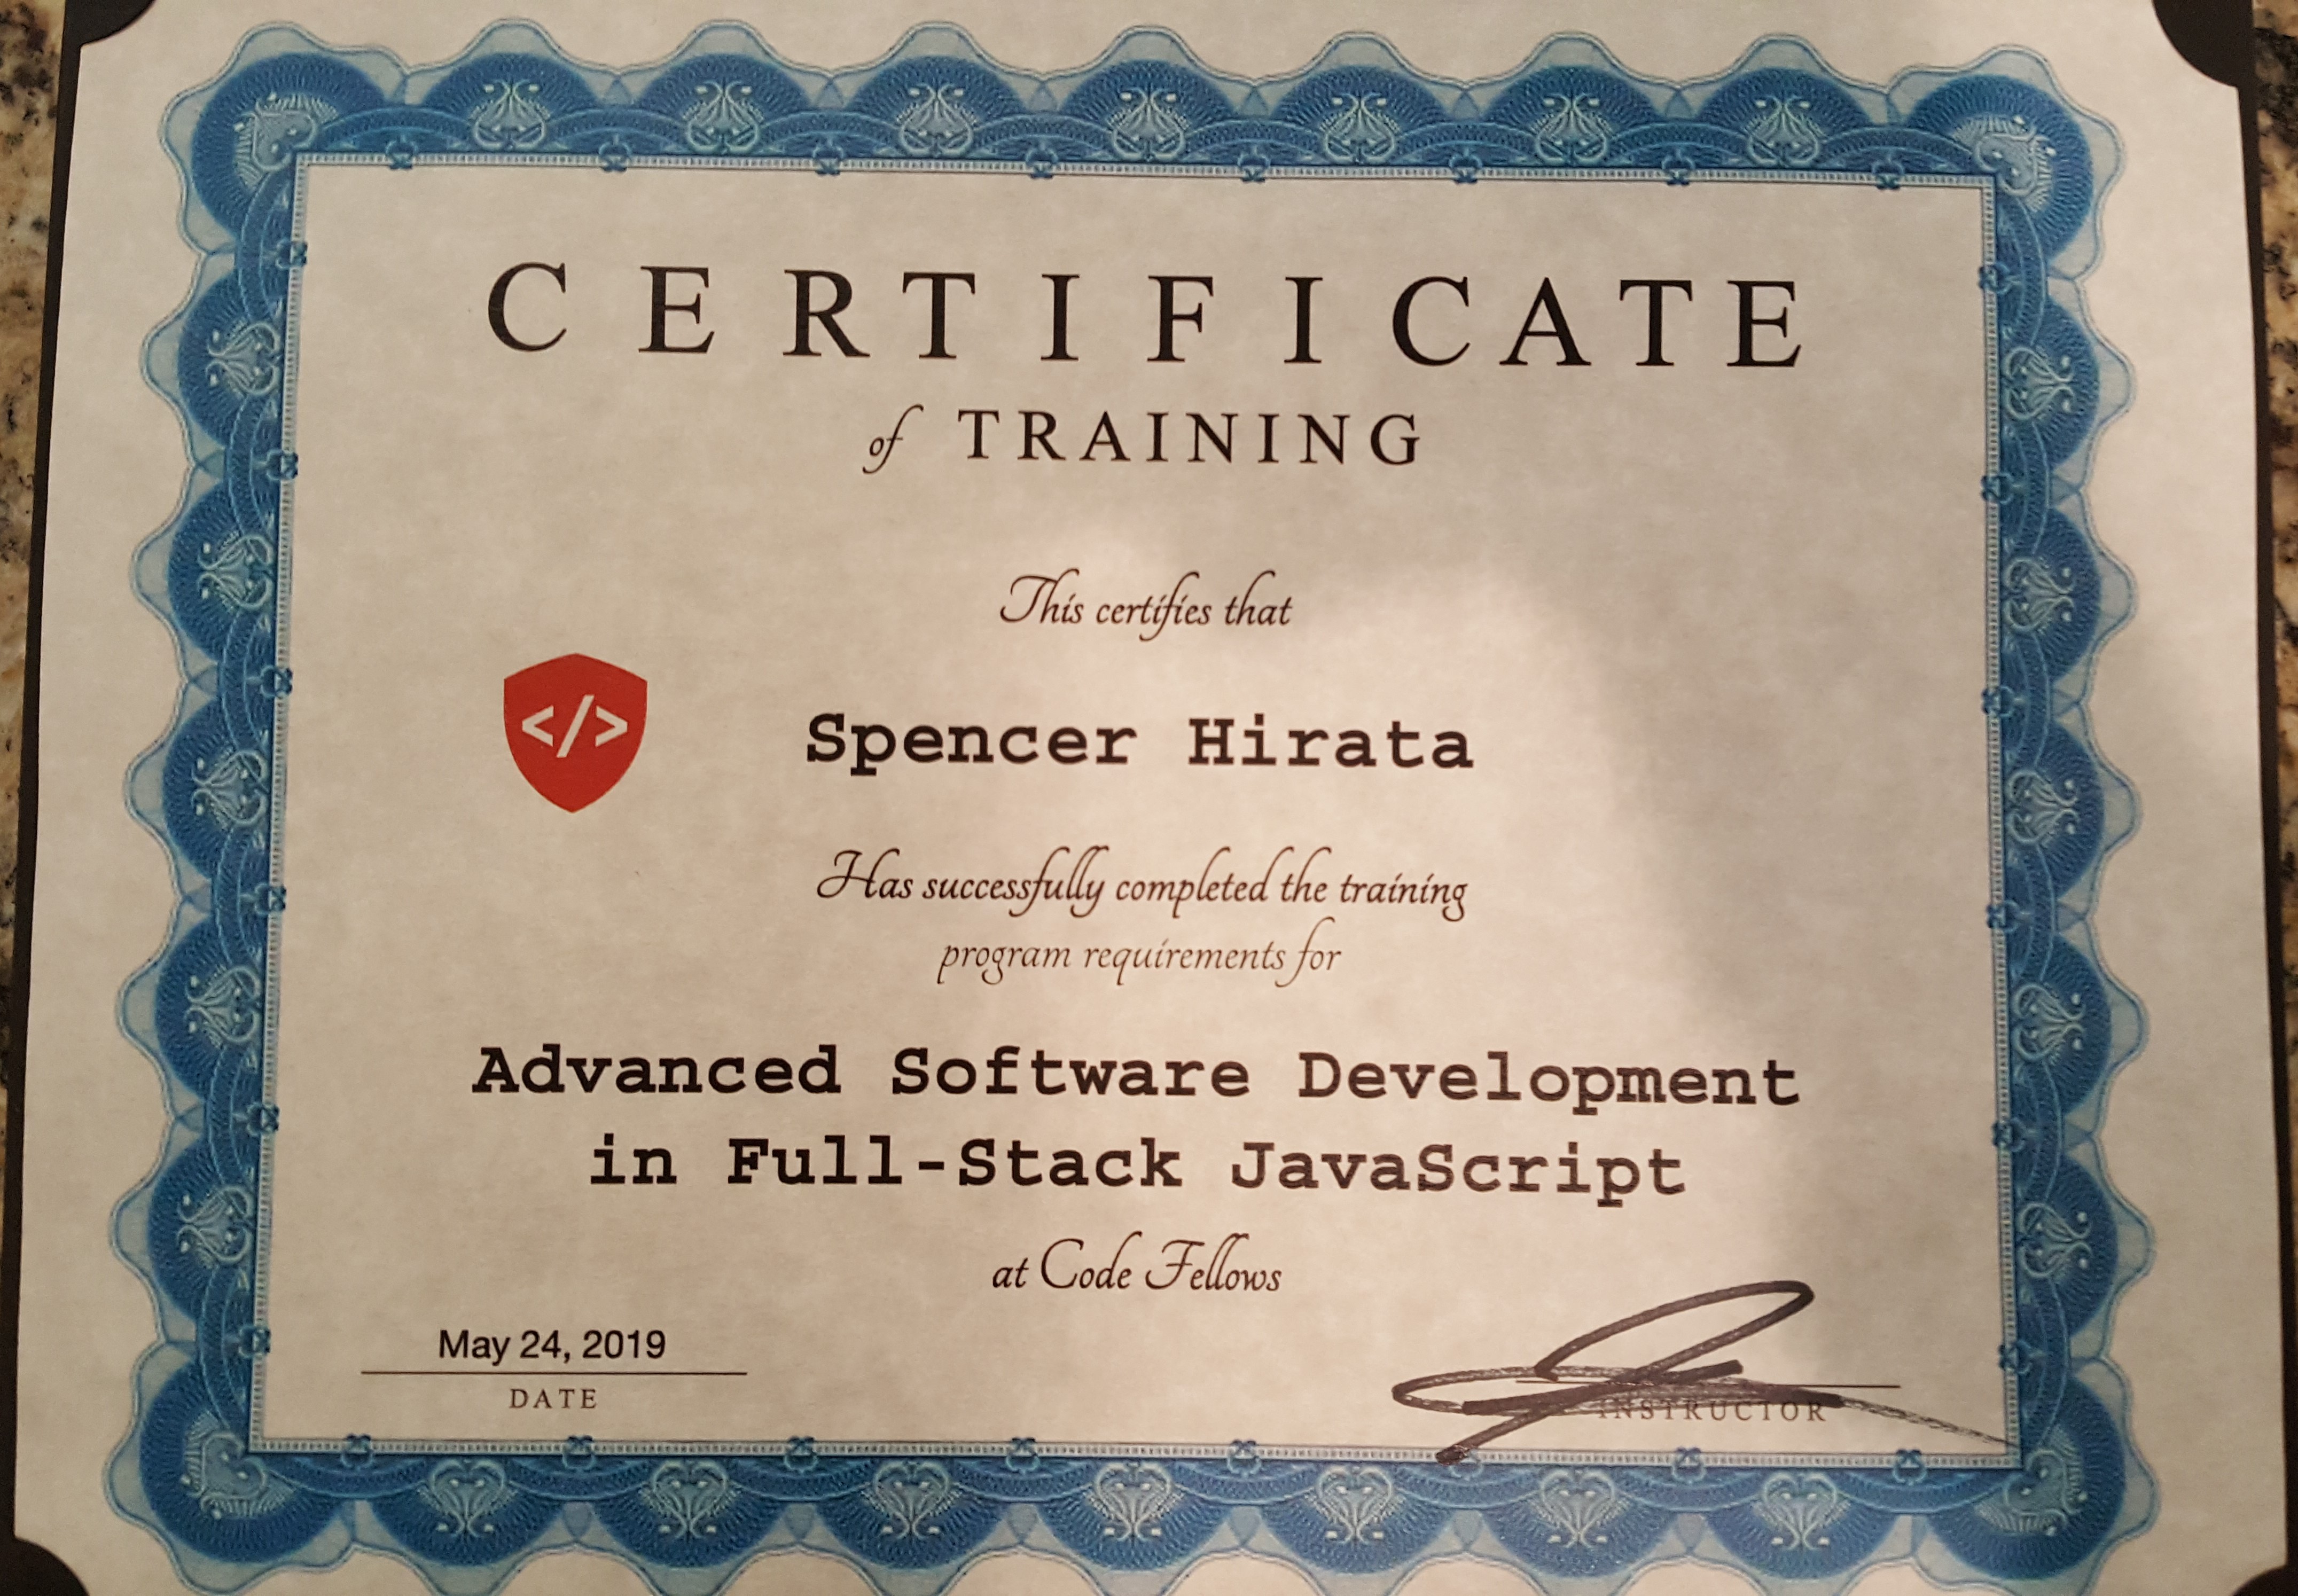 CERTIFICATE
of TRAINING
This certifies that
</>
Spencer Hirata
Has successfully completed the training
program requirements for
Advanced Software Development
in Full-Stack JavaScript
at Code Fellows
May 24, 2019
DATE
INSTRUCTOR